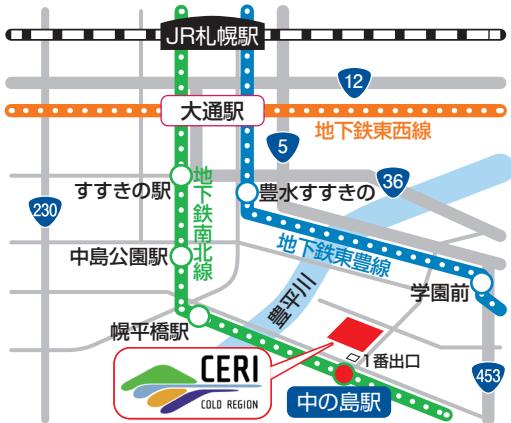 JR札幌駅
12
大通駅
地下鉄東西線
5
すすきの駅
地下鉄南北線
豊水すすきの
36
230
中島公園駅
地下鉄東豊線
学園前
豊平川
幌平橋駅
1番出口
CERI
COLD REGION
中の島駅
453